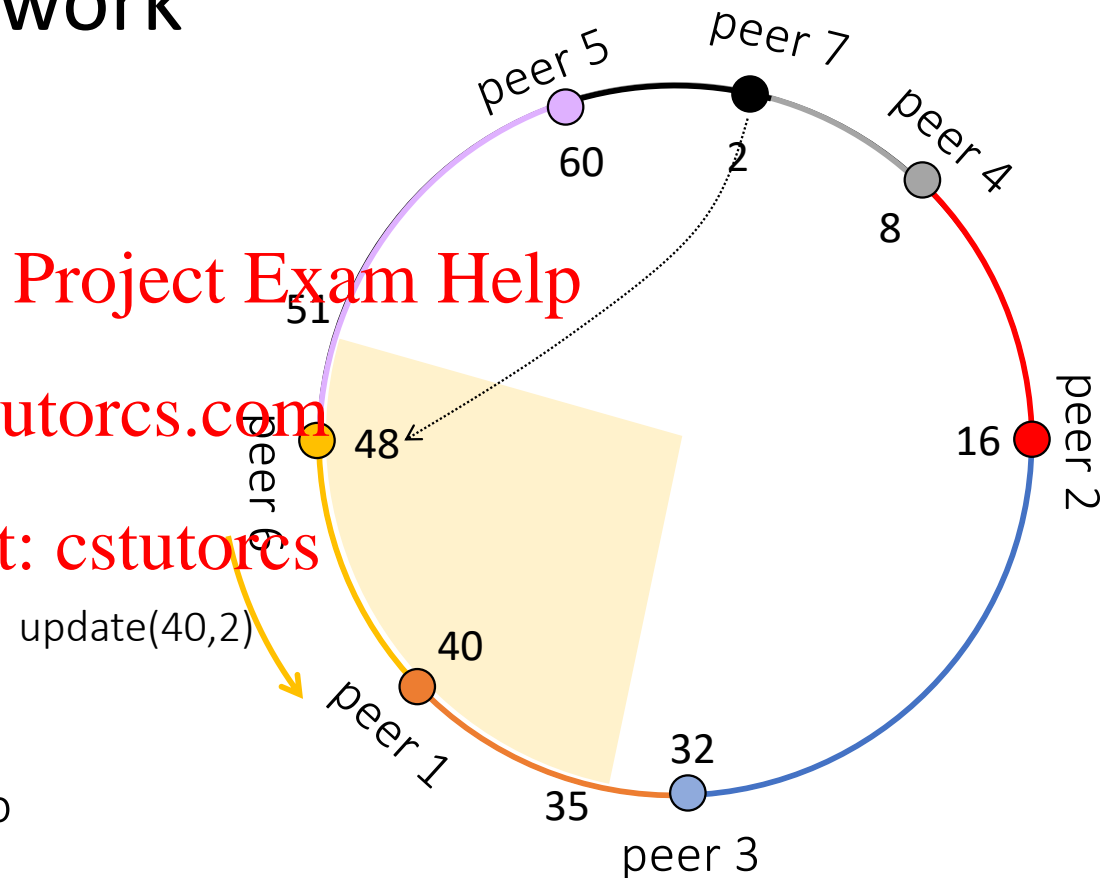 work
peer 5
peer 7
peer 4
60
2
8
Project Exam Help
51
tutorcs.com
peer 6
48
16
peer 2
t: cstutorcs
update(40,2)
40
peer 1
32
35
peer 3